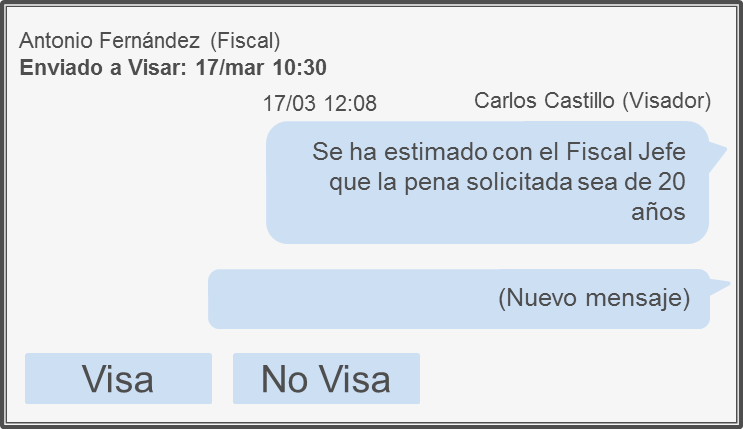 Antonio Fernández (Fiscal)
Enviado a Visar: 17/mar 10:30
17/03 12:08 Carlos Castillo (Visador)
Se ha estimado con el Fiscal Jefe
que la pena solicitada sea de 20
años
(Nuevo mensaje)
Visa No Visa